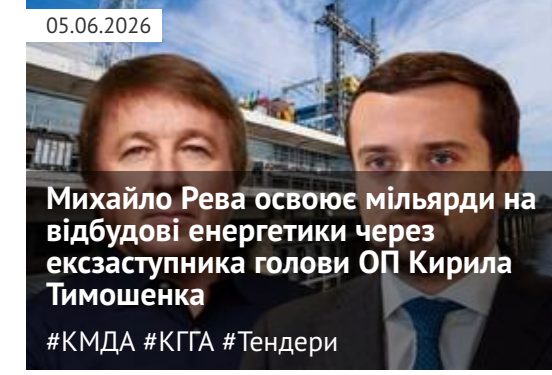 05.06.2026
Михайло Рева освоює мільярди на
відбудові енергетики через
ексзаступника голови ОП Кирила
Тимошенка
#КМДА #КГГА #Тендери